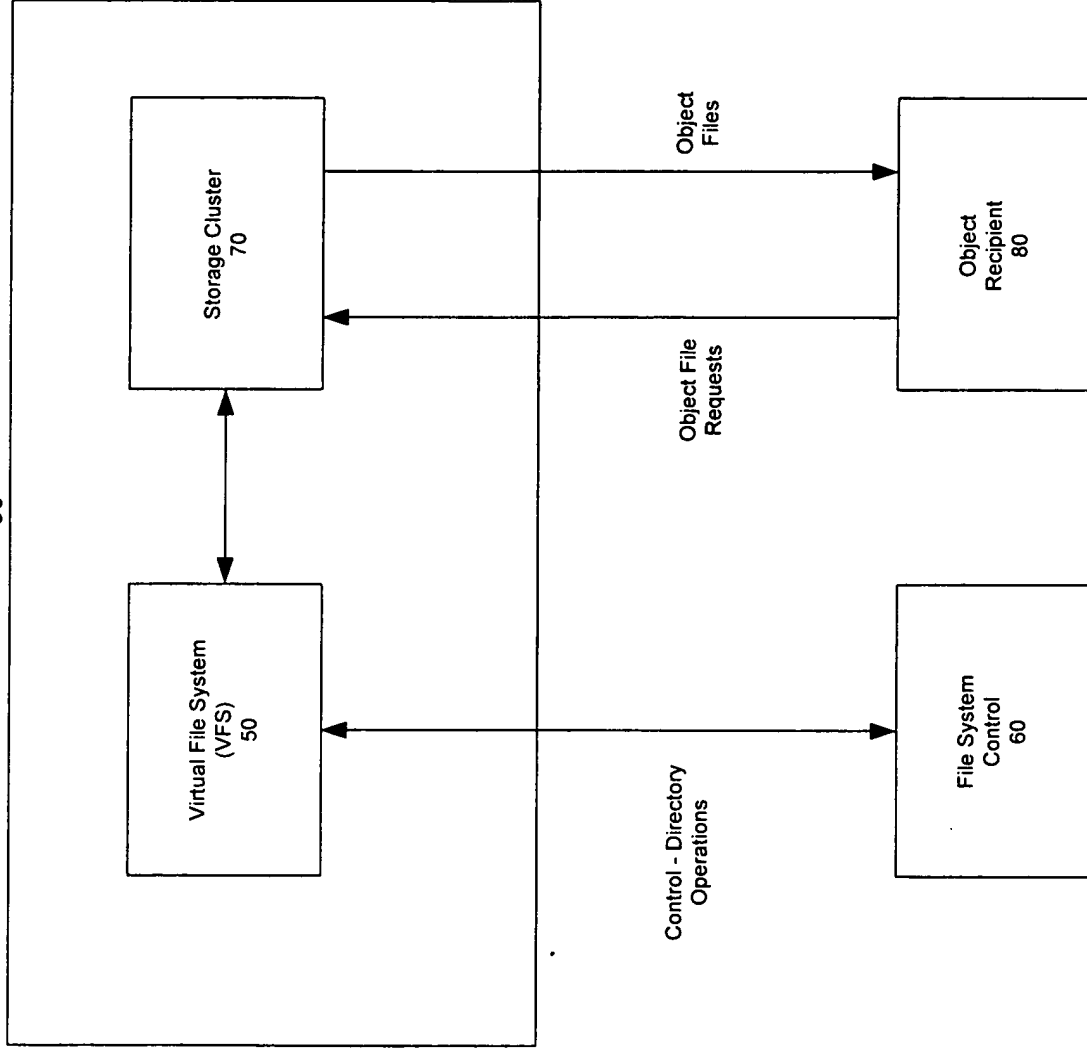 Virtual File System
(VFS)
50
Storage Cluster
70
Control - Directory
Operations
Object File
Requests
Object
Files
File System
Control
60
Object
Recipient
80